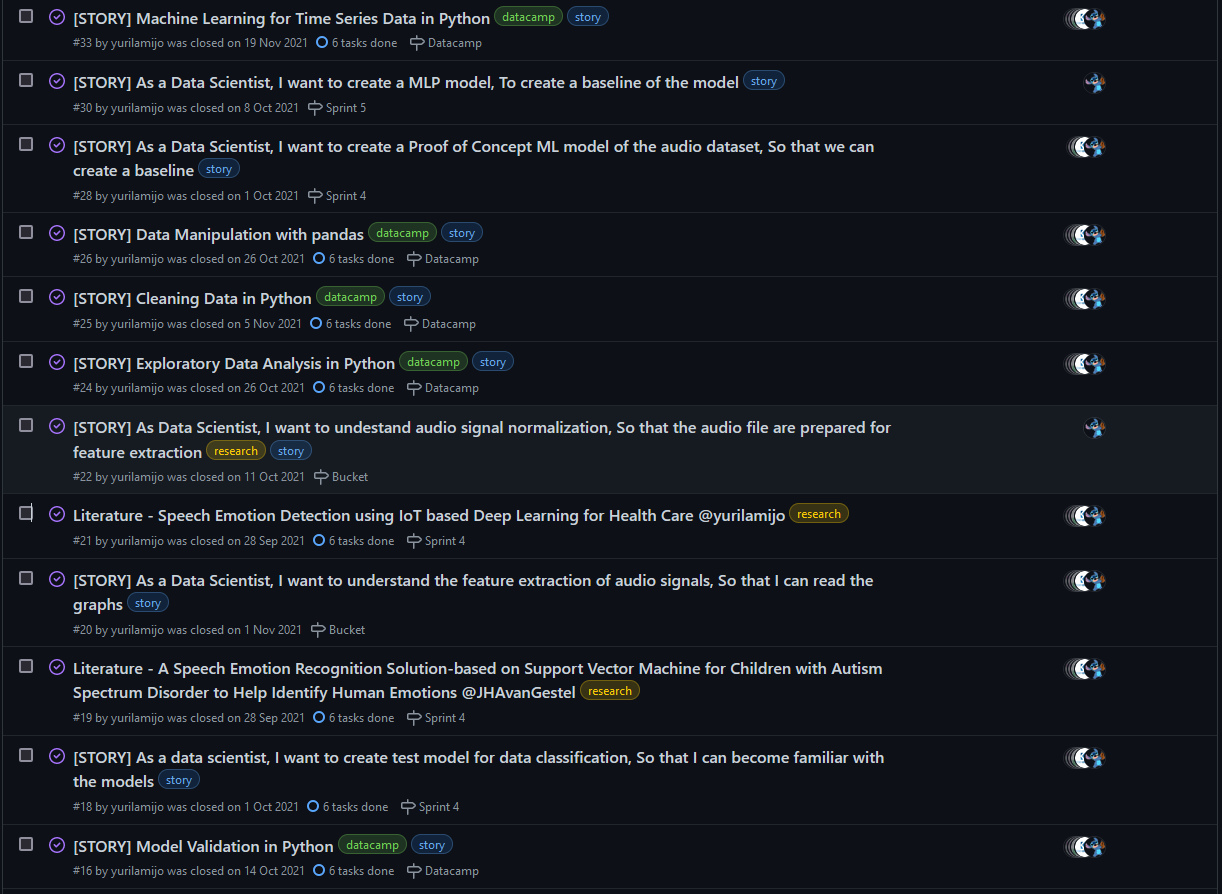 [STORY] Machine Learning for Time Series Data in Python datacamp story
#33 by yurilamijo was closed on 19 Nov 2021 6 tasks done Datacamp
[STORY] As a Data Scientist, I want to create a MLP model, To create a baseline of the model story
#30 by yurilamijo was closed on 8 Oct 2021 Sprint 5
[STORY] As a Data Scientist, I want to create a Proof of Concept ML model of the audio dataset, So that we can
create a baseline story
#28 by yurilamijo was closed on 1 Oct 2021 Sprint 4
[STORY] Data Manipulation with pandas datacamp story
#26 by yurilamijo was closed on 26 Oct 2021 6 tasks done Datacamp
[STORY] Cleaning Data in Python datacamp story
#25 by yurilamijo was closed on 5 Nov 2021 6 tasks done Datacamp
[STORY] Exploratory Data Analysis in Python datacamp story
#24 by yurilamijo was closed on 26 Oct 2021 6 tasks done Datacamp
[STORY] As Data Scientist, I want to undestand audio signal normalization, So that the audio file are prepared for
feature extraction research story
#22 by yurilamijo was closed on 11 Oct 2021 Bucket
Literature - Speech Emotion Detection using IoT based Deep Learning for Health Care @yurilamijo research
#21 by yurilamijo was closed on 28 Sep 2021 6 tasks done Sprint 4
[STORY] As a Data Scientist, I want to understand the feature extraction of audio signals, So that I can read the
graphs story
#20 by yurilamijo was closed on 1 Nov 2021 Bucket
Literature - A Speech Emotion Recognition Solution-based on Support Vector Machine for Children with Autism
Spectrum Disorder to Help Identify Human Emotions @JHAvanGestel research
#19 by yurilamijo was closed on 28 Sep 2021 6 tasks done Sprint 4
[STORY] As a data scientist, I want to create test model for data classification, So that I can become familiar with
the models story
#18 by yurilamijo was closed on 1 Oct 2021 6 tasks done Sprint 4
[STORY] Model Validation in Python datacamp story
#16 by yurilamijo was closed on 14 Oct 2021 6 tasks done Datacamp